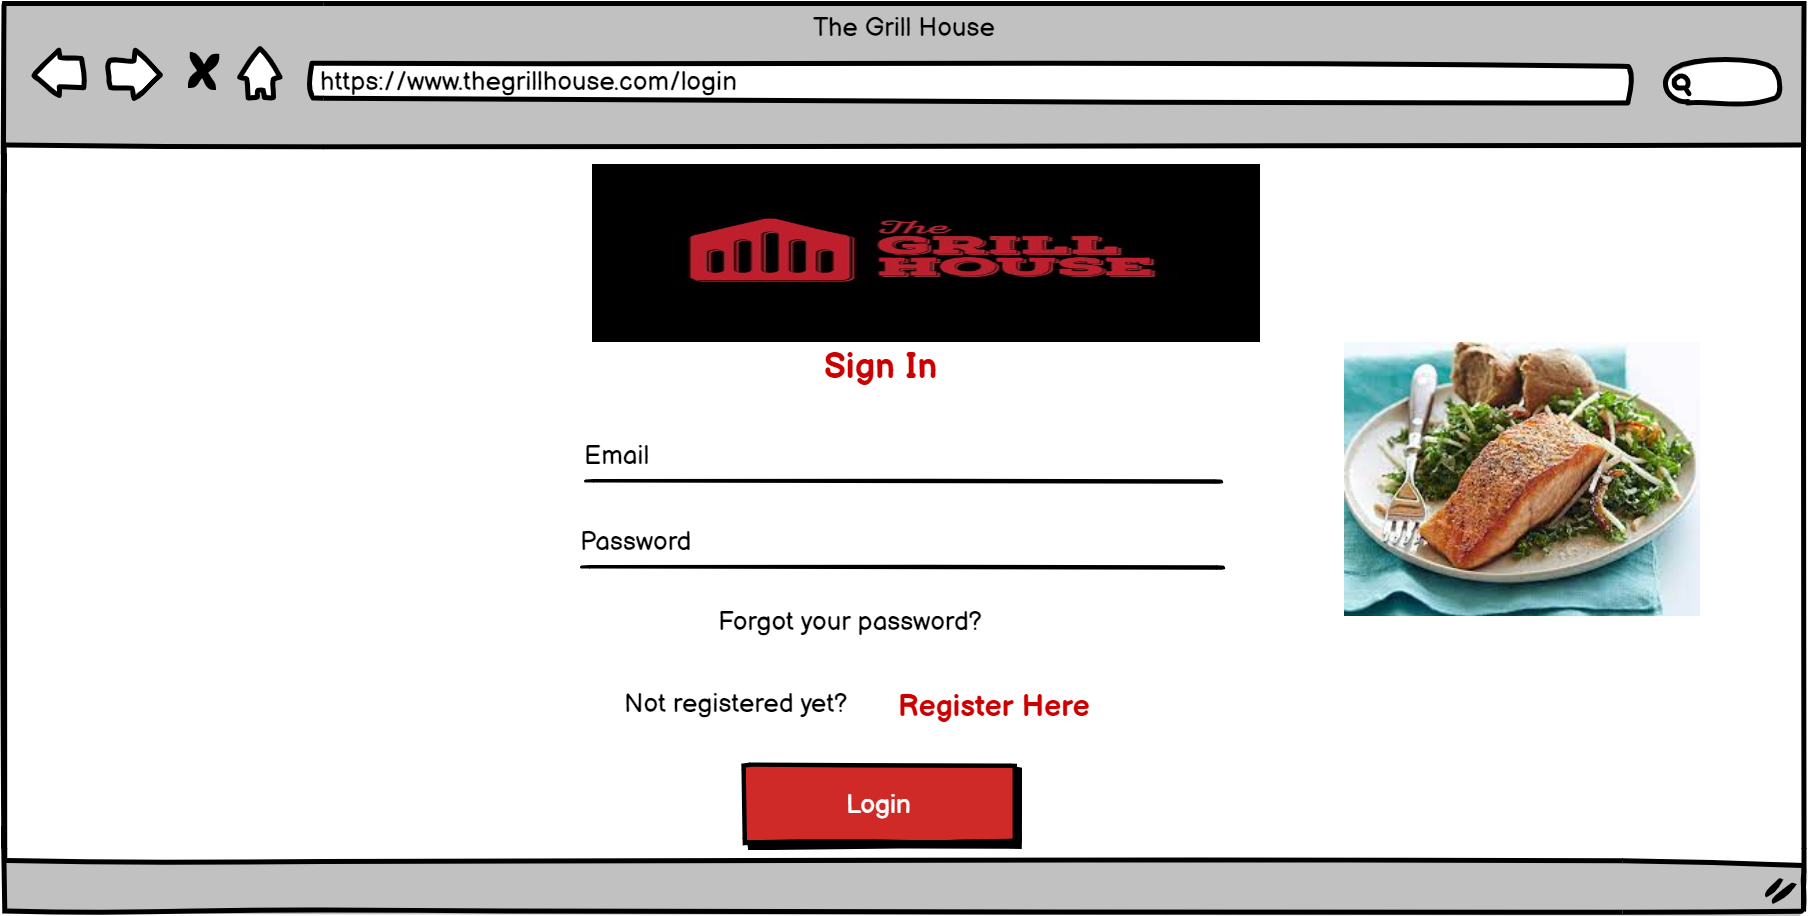 The Grill House
https://www.thegrillhouse.com/login
The
GRILL
HOUSE
Sign In
Email
Password
Forgot your password?
Not registered yet? Register Here
Login